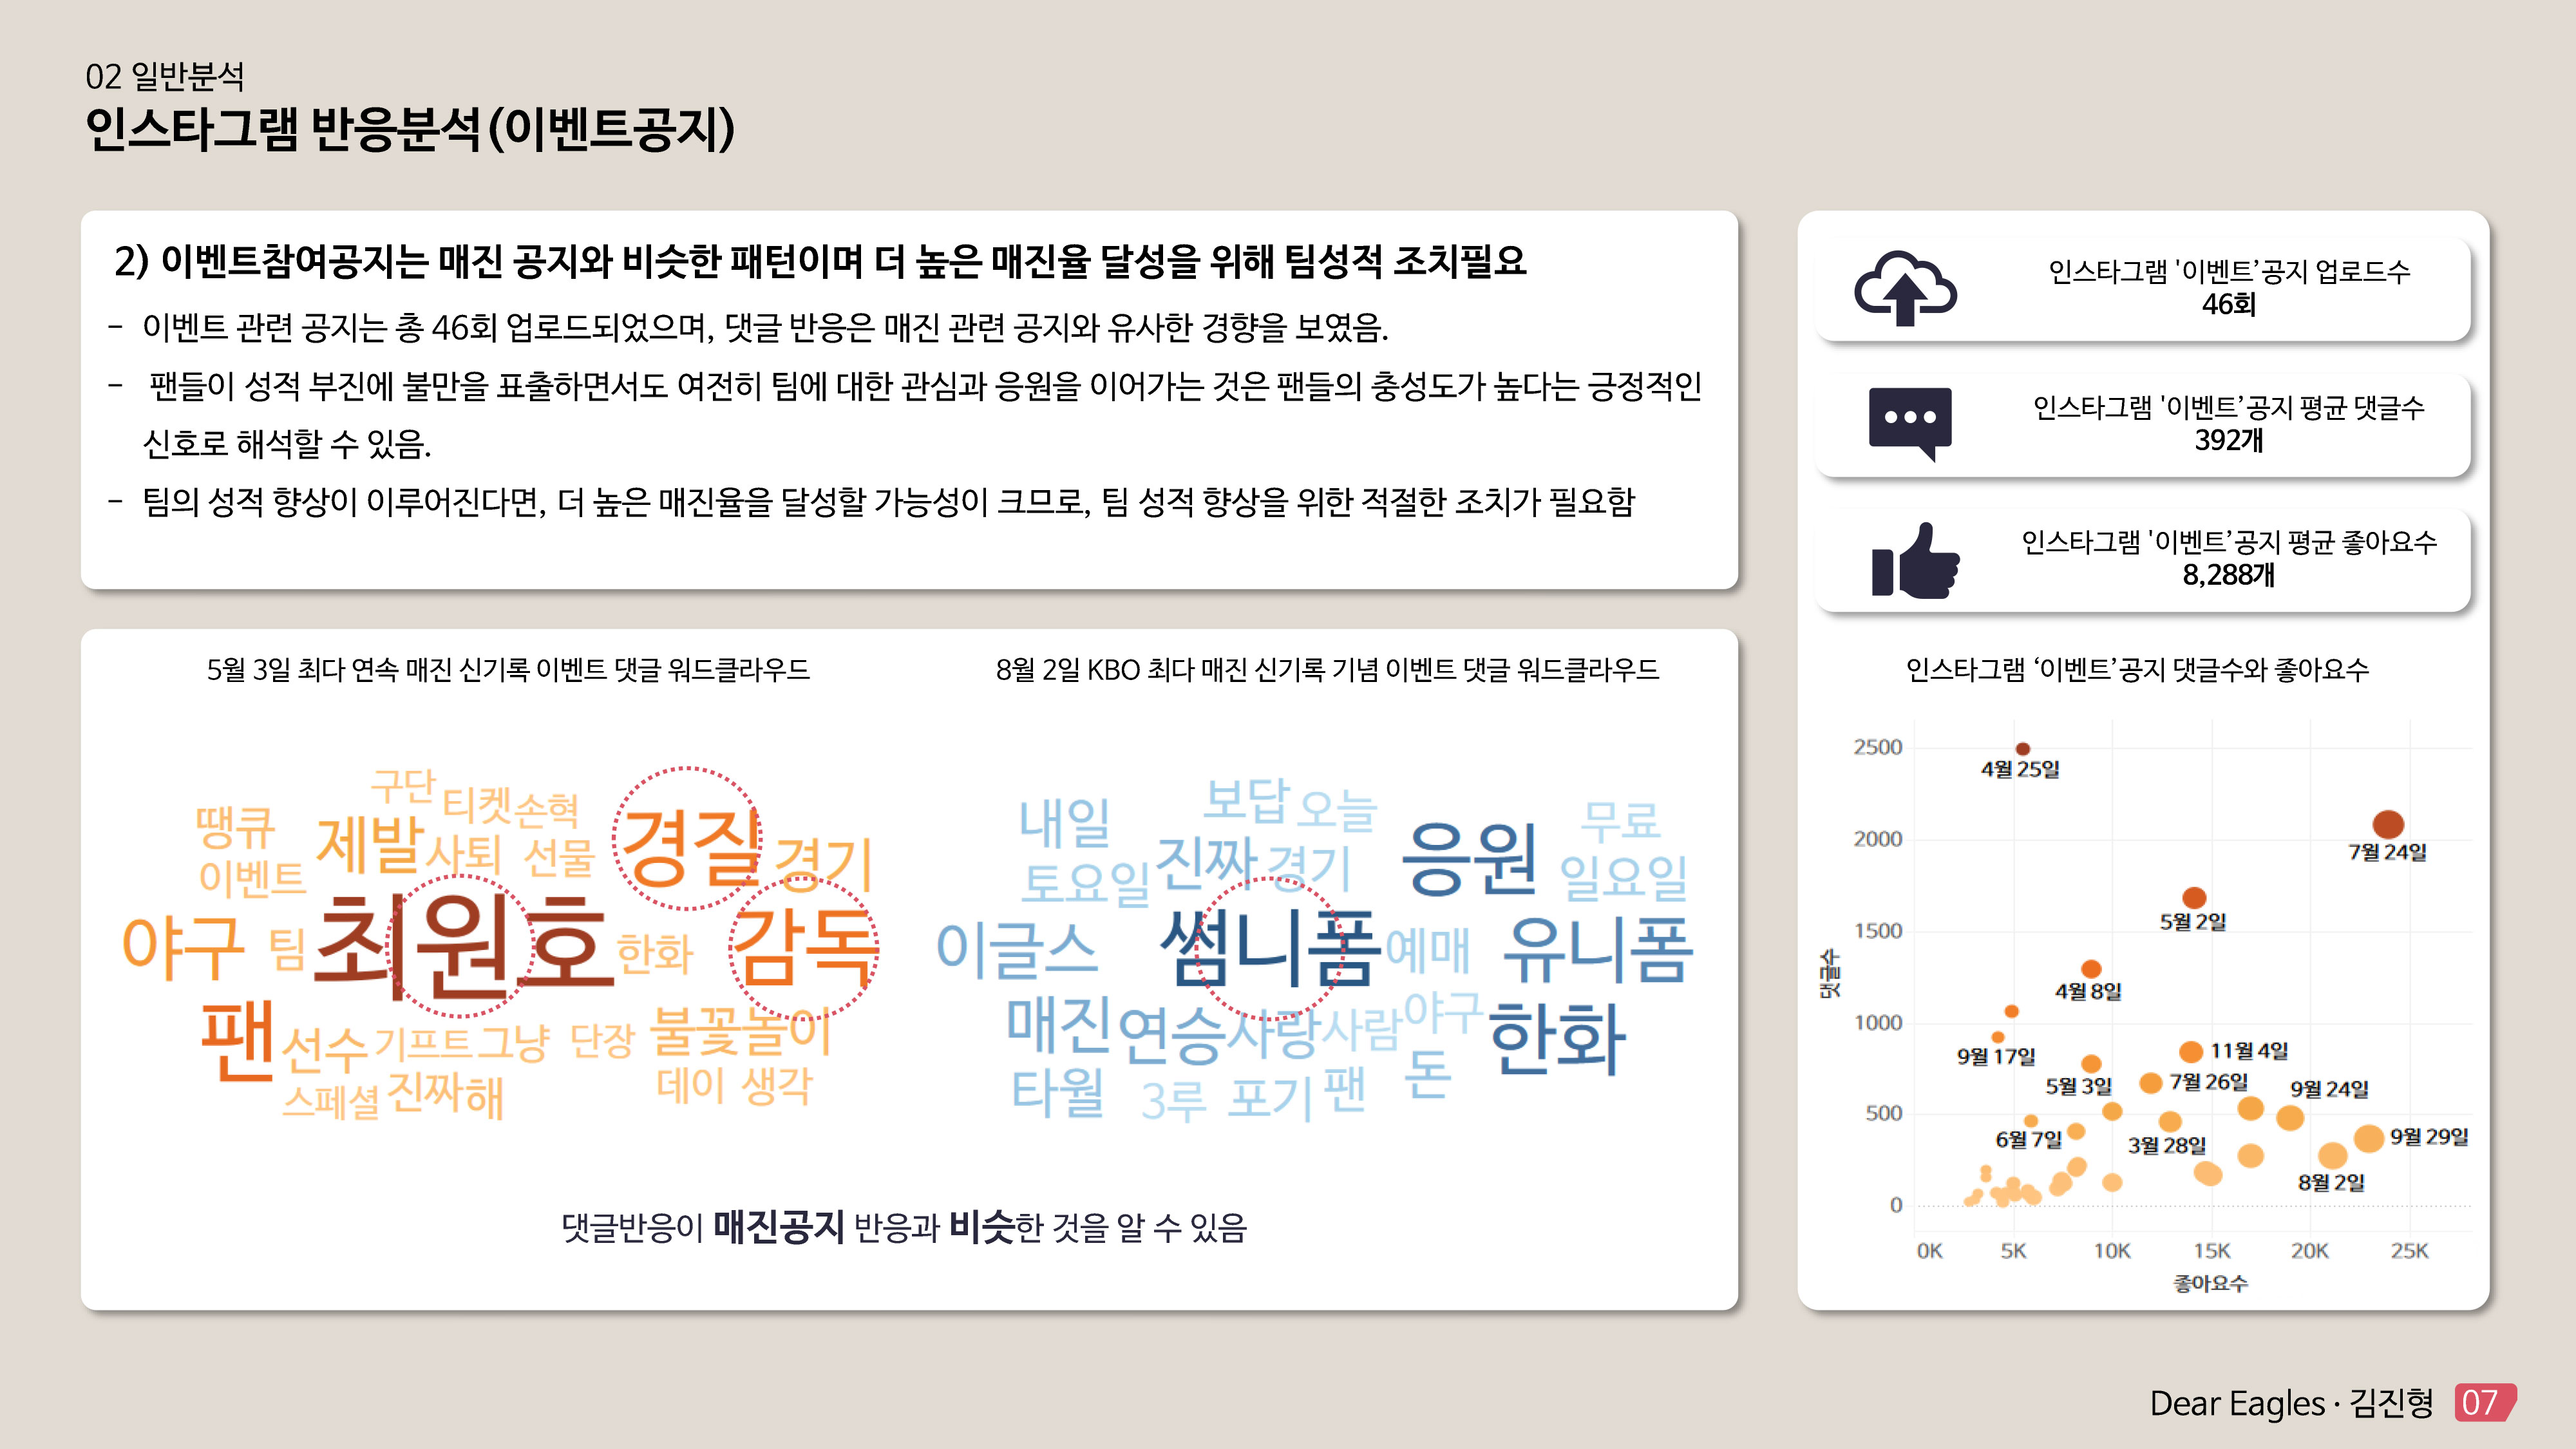 02 일반분석
인스타그램 반응분석(이벤트공지)
2) 이벤트참여공지는 매진 공지와 비슷한 패턴이며 더 높은 매진율 달성을 위해 팀성적 조치필요
- 이벤트 관련 공지는 총 46회 업로드되었으며, 댓글 반응은 매진 관련 공지와 유사한 경향을 보였음.
- 팬들이 성적 부진에 불만을 표출하면서도 여전히 팀에 대한 관심과 응원을 이어가는 것은 팬들의 충성도가 높다는 긍정적인
신호로 해석할 수 있음.
- 팀의 성적 향상이 이루어진다면, 더 높은 매진율을 달성할 가능성이 크므로, 팀 성적 향상을 위한 적절한 조치가 필요함
5월 3일 최다 연속 매진 신기록 이벤트 댓글 워드클라우드
구단
티켓 손혁
땡큐 제발 사퇴 선물 경질 경기
이벤트
야구 팀 최원호 한화 감독
팬 선수 기프트 그냥 단장 불꽃놀이
스페셜 진짜 해 데이 생각
8월 2일 KBO 최다 매진 신기록 기념 이벤트 댓글 워드클라우드
내일 보답 오늘 무료
토요일 진짜 경기 응원 일요일
이글스 썸니폼 예매 유니폼
매진 연승 사랑 사람 야구 한화
타월 3루 포기 팬 돈
댓글반응이 매진공지 반응과 비슷한 것을 알 수 있음
인스타그램 '이벤트’공지 업로드수
46회
인스타그램 '이벤트’공지 평균 댓글수
392개
인스타그램 '이벤트’공지 평균 좋아요수
8,288개
인스타그램 ‘이벤트’공지 댓글수와 좋아요수
댓글수
2500
2000
1500
1000
500
0
4월 25일
7월 24일
5월 2일
4월 8일
9월 17일
11월 4일
5월 3일
7월 26일
9월 24일
6월 7일
3월 28일
9월 29일
8월 2일
0K 5K 10K 15K 20K 25K
좋아요수
Dear Eagles · 김진형 07